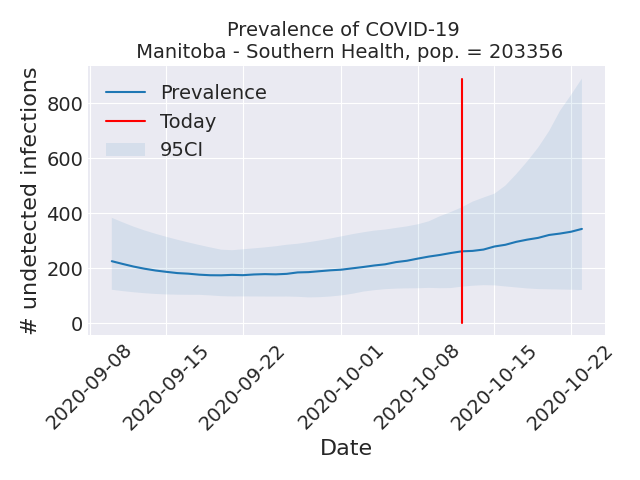 Prevalence of COVID-19
Manitoba - Southern Health, pop. = 203356
# undetected infections
800
600
400
200
0
Prevalence
Today
95CI
2020-09-08
2020-09-15
2020-09-22
2020-10-01
2020-10-08
2020-10-15
2020-10-22
Date